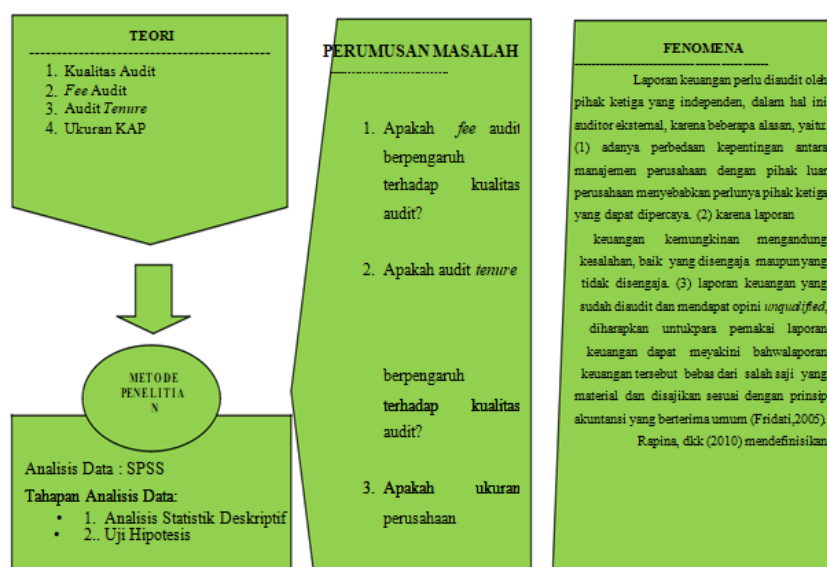 TEORI
1. Kualitas Audit
2. Fee Audit
3. Audit Tenure
4. Ukuran KAP
METODE
PENELITIA
N
Analisis Data : SPSS
Tahapan Analisis Data:
• 1. Analisis Statistik Deskriptif
• 2.. Uji Hipotesis
PERUMUSAN MASALAH
1. Apakah fee audit
berpengaruh
terhadap kualitas
audit?
2. Apakah audit tenure
berpengaruh
terhadap kualitas
audit?
3. Apakah ukuran
perusahaan
FENOMENA
Laporan keuangan perlu diaudit oleh
pihak ketiga yang independen, dalam hal ini
auditor eksternal, karena beberapa alasan, yaitu:
(1) adanya perbedaan kepentingan antara
manajemen perusahaan dengan pihak luar
perusahaan menyebabkan perlunya pihak ketiga
yang dapat dipercaya. (2) karena laporan
keuangan kemungkinan mengandung
kesalahan, baik yang disengaja maupunyang
tidak disengaja. (3) laporan keuangan yang
sudah diaudit dan mendapat opini unqualified,
diharapkan untukpara pemakai laporan
keuangan dapat meyakini bahwalaporan
keuangan tersebut bebas dari salah saji yang
material dan disajikan sesuai dengan prinsip
akuntansi yang berterima umum (Fridati,2005).
Rapina, dkk (2010) mendefinisikan